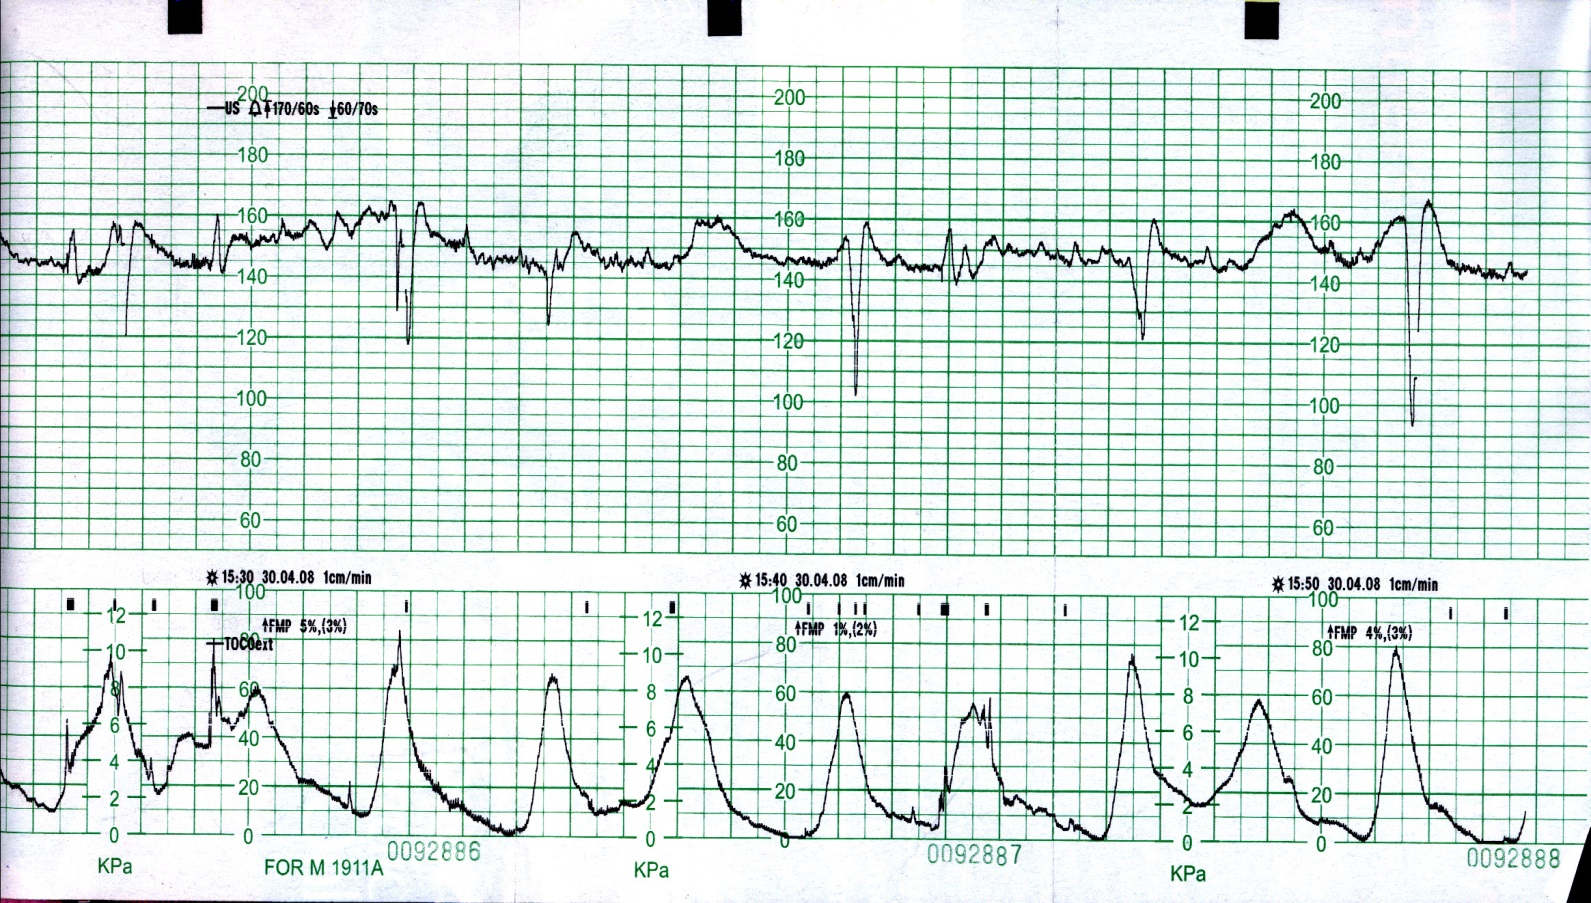 200 200 200
US 170/60s 60/70s
180 180 180
160 160 160
140 140 140
120 120 120
100 100 100
80 80 80
60 60 60
15:30 30.04.08 1cm/min 15:40 30.04.08 1cm/min 15:50 30.04.08 1cm/min
100 100 100
12 12 12
FMP 5%,(3%) FMP 1%,(2%) FMP 4%,(3%)
TOCOext
10 80 10 80 10 80
8 60 8 60 8 60
6 6 6
4 40 4 40 4 40
2 20 2 20 2 20
0 0 0 0 0 0
KPa FOR M 1911A 0092886 KPa 0092887 KPa 0092888